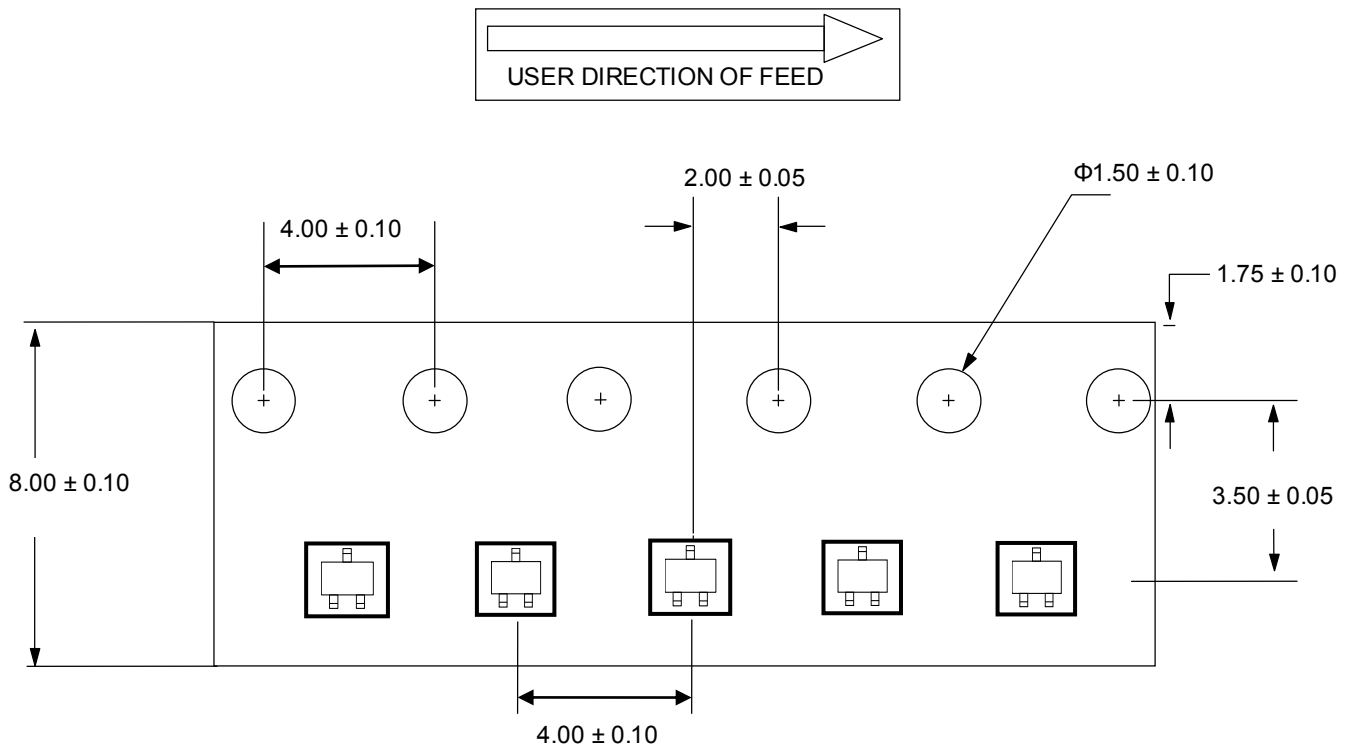 USER DIRECTION OF FEED
2.00 ± 0.05
Φ1.50 ± 0.10
4.00 ± 0.10
1.75 ± 0.10
8.00 ± 0.10
3.50 ± 0.05
4.00 ± 0.10